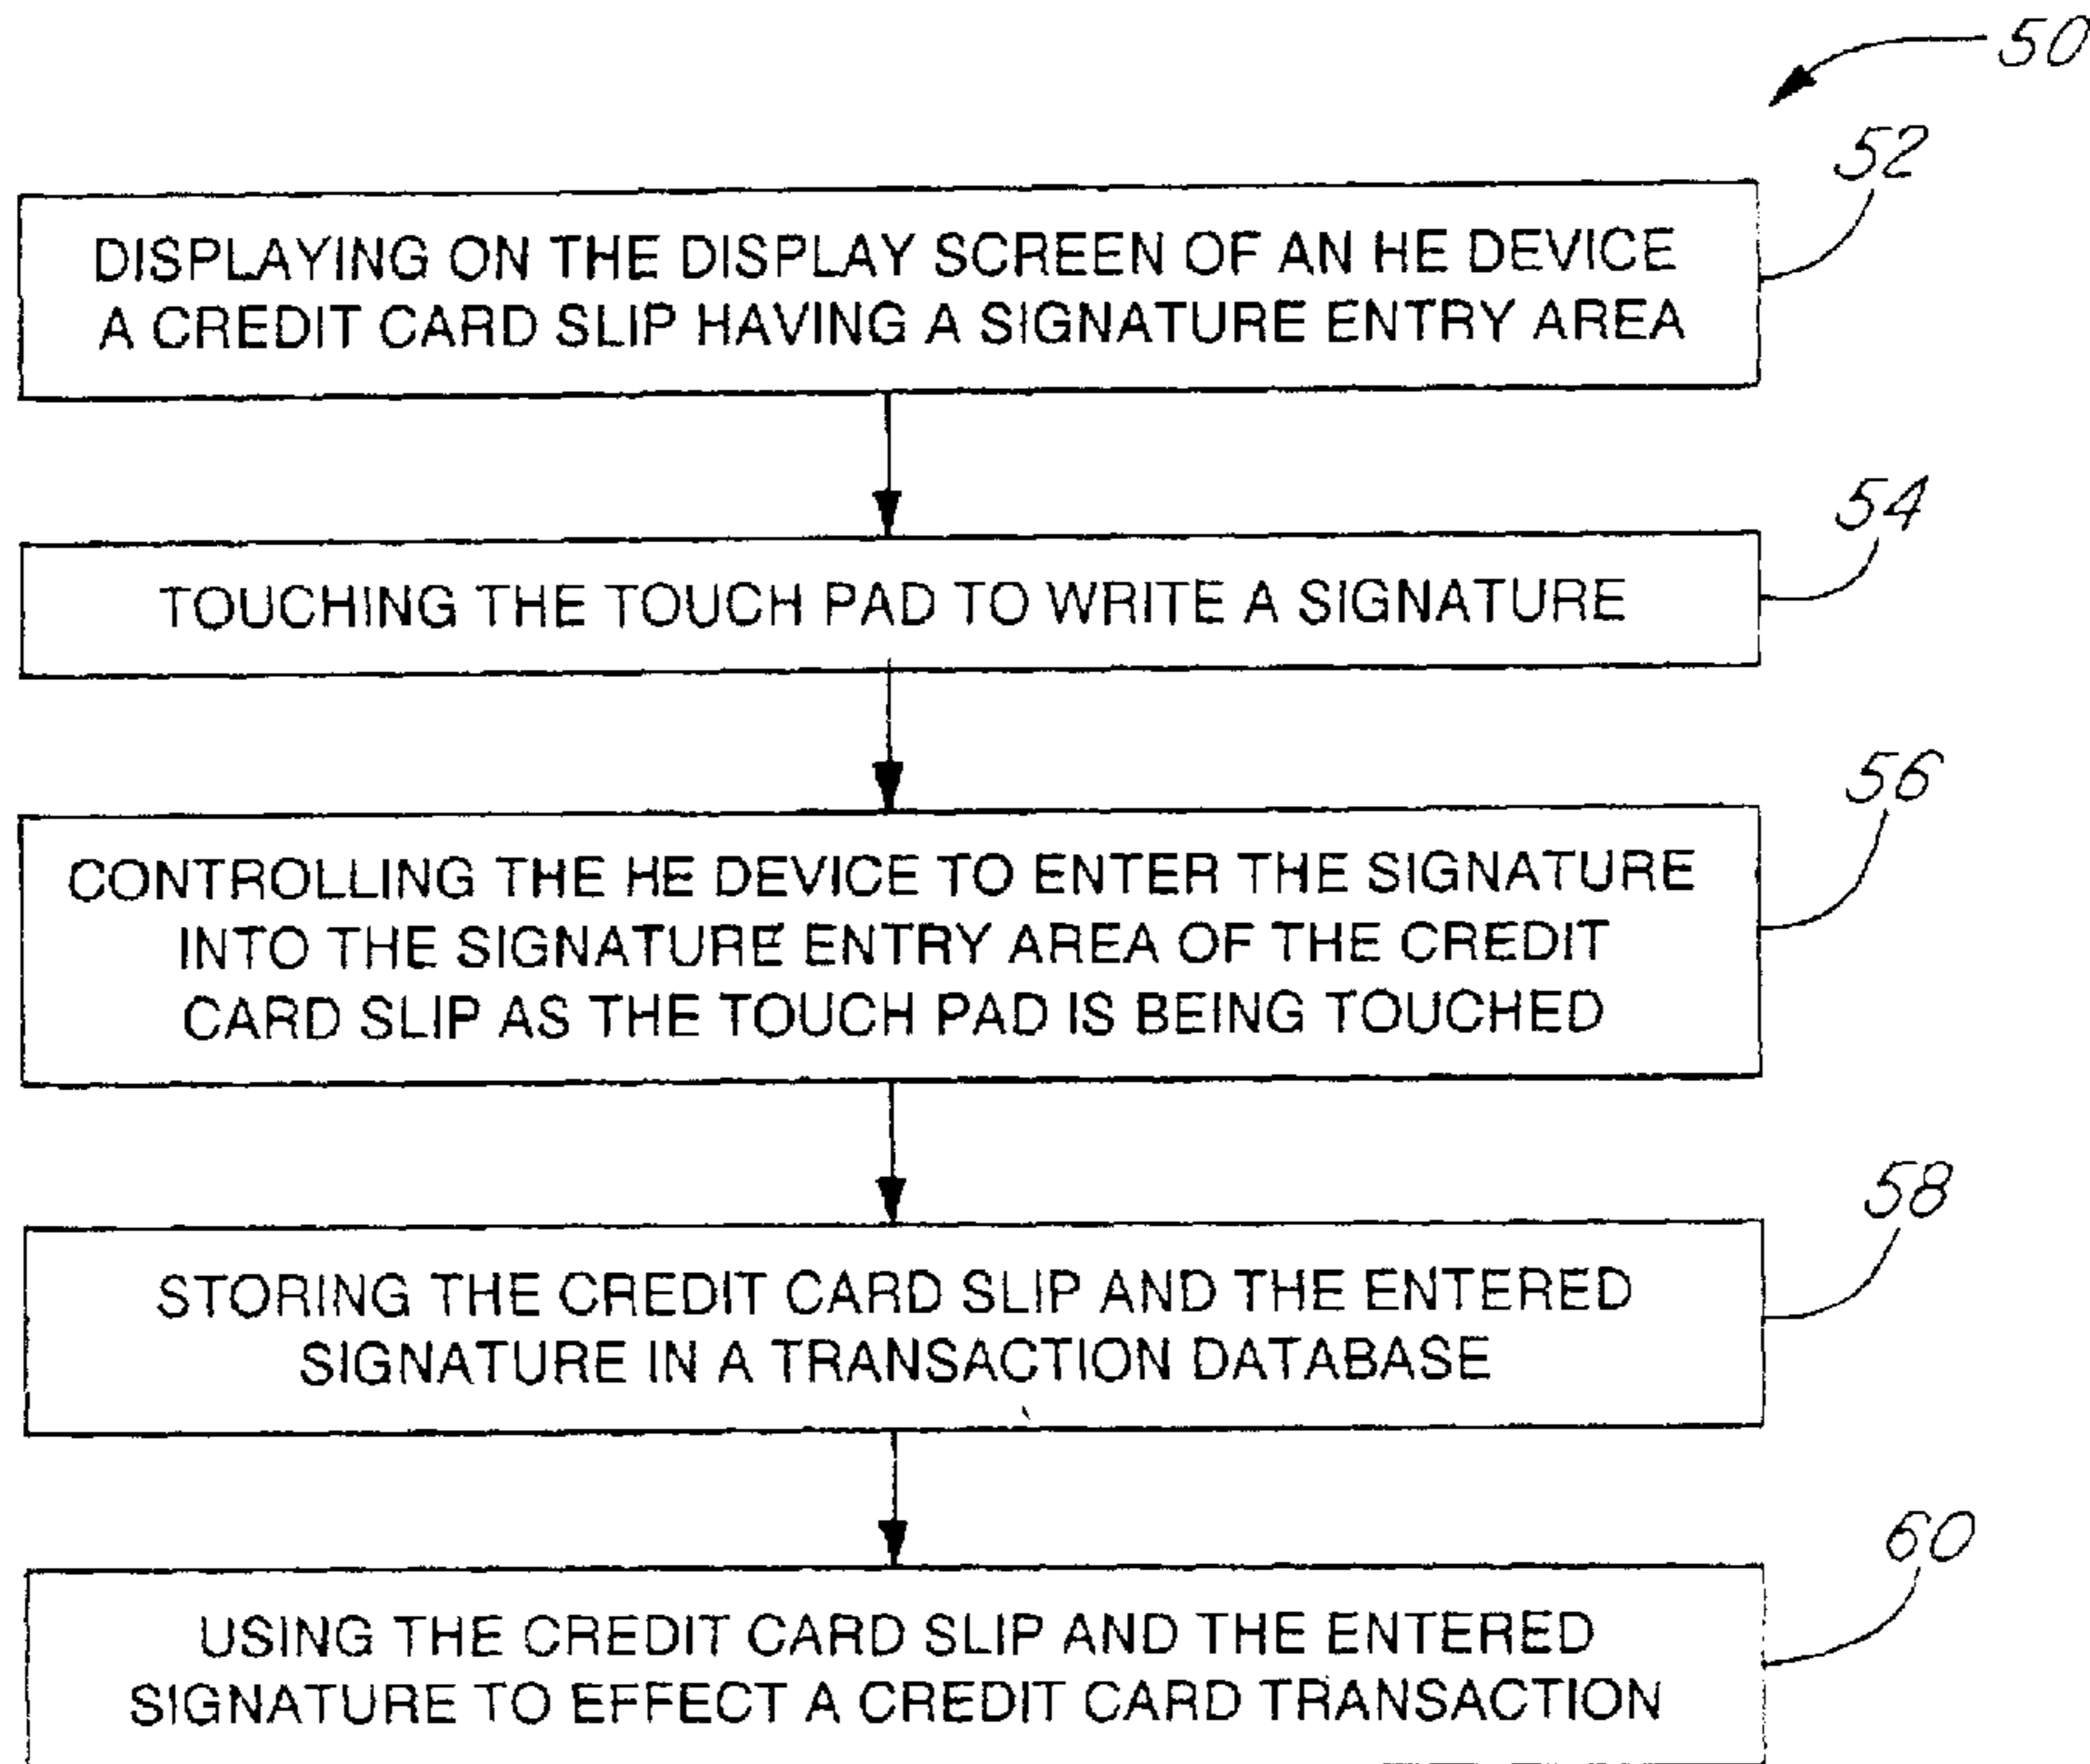 50
52
DISPLAYING ON THE DISPLAY SCREEN OF AN HE DEVICE
A CREDIT CARD SLIP HAVING A SIGNATURE ENTRY AREA
54
TOUCHING THE TOUCH PAD TO WRITE A SIGNATURE
56
CONTROLLING THE HE DEVICE TO ENTER THE SIGNATURE
INTO THE SIGNATURE ENTRY AREA OF THE CREDIT
CARD SLIP AS THE TOUCH PAD IS BEING TOUCHED
58
STORING THE CREDIT CARD SLIP AND THE ENTERED
SIGNATURE IN A TRANSACTION DATABASE
60
USING THE CREDIT CARD SLIP AND THE ENTERED
SIGNATURE TO EFFECT A CREDIT CARD TRANSACTION